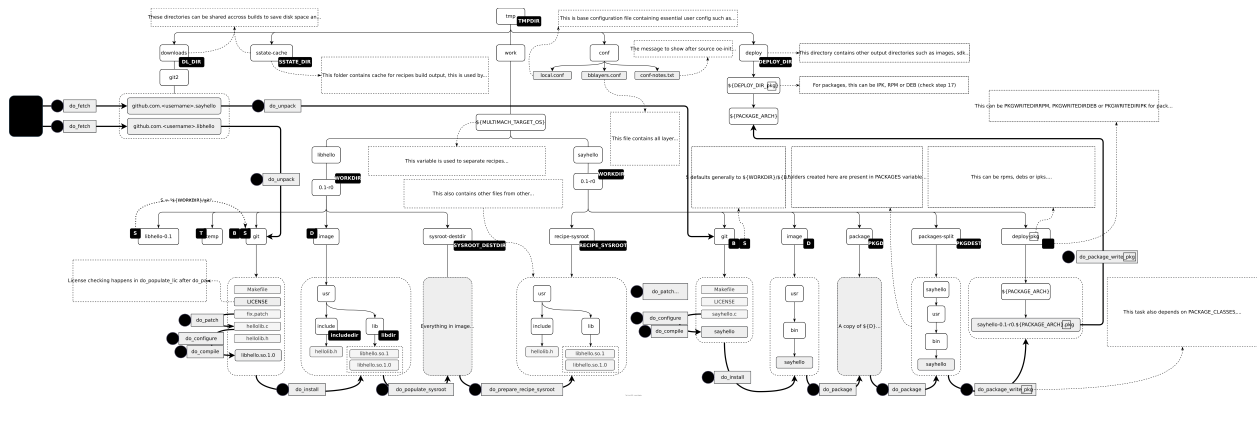 These directories can be shared accross builds to save disk space an...
tmp
TMPDIR
This is base configuration file containing essential user config such as...
downloads
DL_DIR
sstate-cache
SSTATE_DIR
This folder contains cache for recipes build output, this is used by...
work
conf
The message to show after source oe-init...
deploy
DEPLOY_DIR
This directory contains other output directories such as images, sdk..
git2
local.conf
bblayers.conf
conf-notes.txt
${DEPLOY_DIR_pkg}
For packages, this can be IPK, RPM or DEB (check step 17)
do_fetch
github.com.<username>.sayhello
do_unpack
do_fetch
github.com.<username>.libhello
${MULTIMACH_TARGET_OS}
This file contains all layer...
${PACKAGE_ARCH}
This can be PKGWRITEDIRRPM, PKGWRITEDIRDEB or PKGWRITEDIRIPK for pack...
libhello
This variable is used to separate recipes...
sayhello
do_unpack
WORKDIR
0.1-r0
This also contains other files from other...
WORKDIR
0.1-r0
S defaults generally to ${WORKDIR}/${B
Folders created here are present in PACKAGES variable...
This can be rpms, debs or ipks....
S = "${WORKDIR}/git"
S
libhello-0.1
T
temp
B
S
git
D
image
sysroot-destdir
SYSROOT_DESTDIR
recipe-sysroot
RECIPE_SYSROOT
git
B
S
image
D
package
PKGD
packages-split
PKGDEST
deploy-pkg
do_package_write_pkg
License checking happens in do_populate_lic after do_pa
Makefile
LICENSE
fix.patch
hellolib.c
hellolib.h
libhello.so.1.0
do_patch
do_configure
do_compile
usr
include
includedir
hellolib.h
lib
libdir
libhello.so.1
libhello.so.1.0
Everything in image...
usr
include
hellolib.h
lib
libhello.so.1
libhello.so.1.0
do_patch...
do_configure
do_compile
Makefile
LICENSE
sayhello.c
sayhello
usr
bin
sayhello
A copy of ${D}...
sayhello
usr
bin
sayhello
${PACKAGE_ARCH}
sayhello-0.1-r0.${PACKAGE_ARCH}.pkg
This task also depends on PACKAGE_CLASSES....
do_install
do_populate_sysroot
do_prepare_recipe_sysroot
do_install
do_package
do_package
do_package_write_pkg